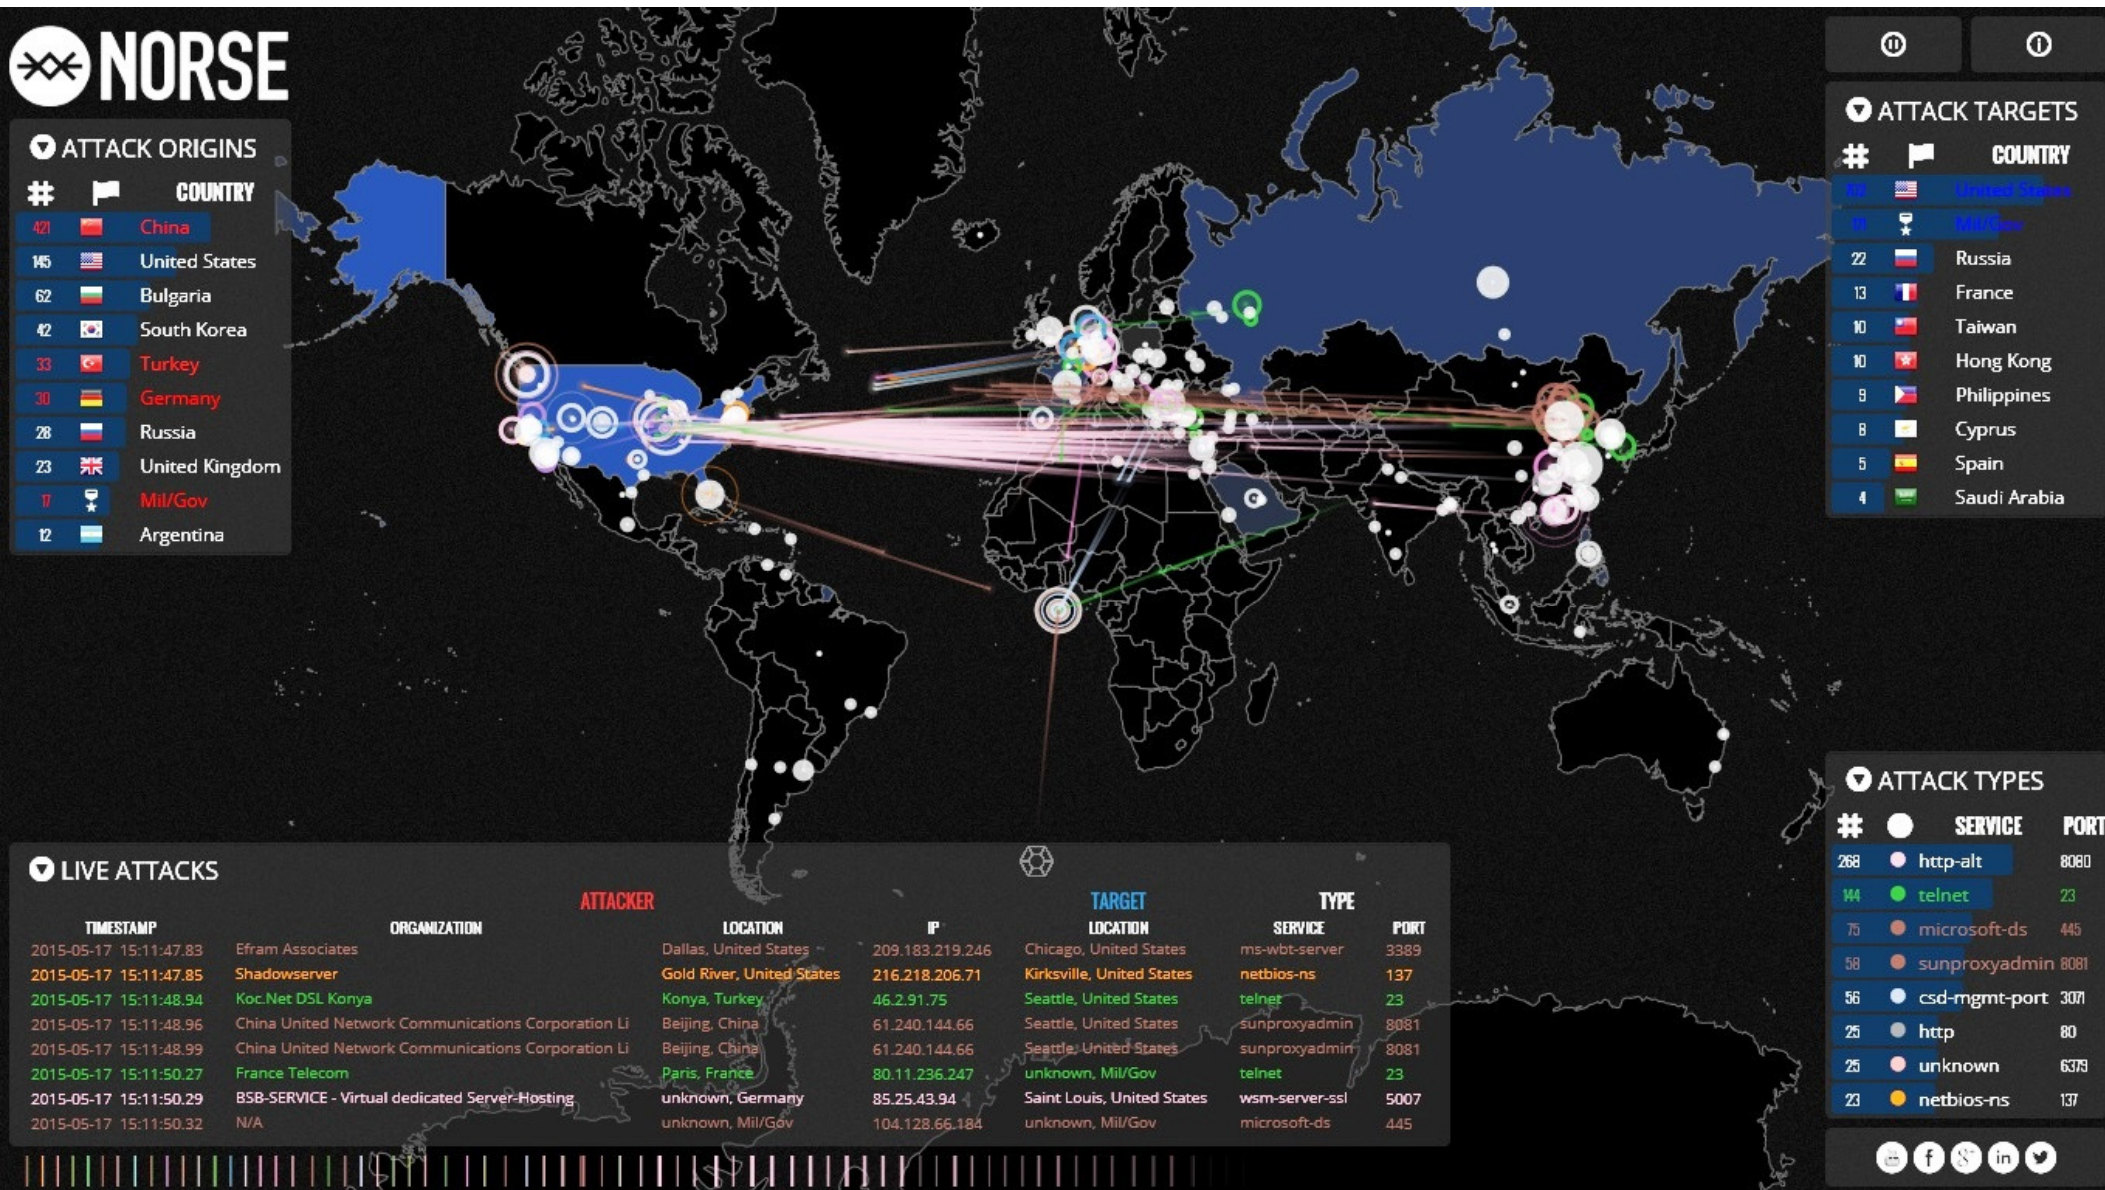 NORSE
ATTACK ORIGINS
# COUNTRY
421 China
145 United States
62 Bulgaria
42 South Korea
33 Turkey
30 Germany
28 Russia
23 United Kingdom
17 Mil/Gov
12 Argentina
ATTACK TARGETS
# COUNTRY
United States
Mil/Gov
22 Russia
13 France
10 Taiwan
10 Hong Kong
9 Philippines
8 Cyprus
5 Spain
4 Saudi Arabia
LIVE ATTACKS
ATTACKER TARGET TYPE
TIMESTAMP ORGANIZATION LOCATION IP LOCATION SERVICE PORT
2015-05-17 15:11:47.83 Efram Associates Dallas, United States 209.183.219.246 Chicago, United States ms-wbt-server 3389
2015-05-17 15:11:47.85 Shadowserver Gold River, United States 216.218.206.71 Kirksville, United States netbios-ns 137
2015-05-17 15:11:48.94 Koc.Net DSL Konya Konya, Turkey 46.2.91.75 Seattle, United States telnet 23
2015-05-17 15:11:48.96 China United Network Communications Corporation Li Beijing, China 61.240.144.66 Seattle, United States sunproxyadmin 8081
2015-05-17 15:11:48.99 China United Network Communications Corporation Li Beijing, China 61.240.144.66 Seattle, United States sunproxyadmin 8081
2015-05-17 15:11:50.27 France Telecom Paris, France 80.11.236.247 unknown, Mil/Gov telnet 23
2015-05-17 15:11:50.29 BSB-SERVICE - Virtual dedicated Server-Hosting unknown, Germany 85.25.43.94 Saint Louis, United States wsm-server-ssl 5007
2015-05-17 15:11:50.32 N/A unknown, Mil/Gov 104.128.66.184 unknown, Mil/Gov microsoft-ds 445
ATTACK TYPES
# SERVICE PORT
268 http-alt 8080
144 telnet 23
75 microsoft-ds 445
58 sunproxyadmin 8081
56 csd-mgmt-port 3071
25 http 80
25 unknown 6379
23 netbios-ns 137